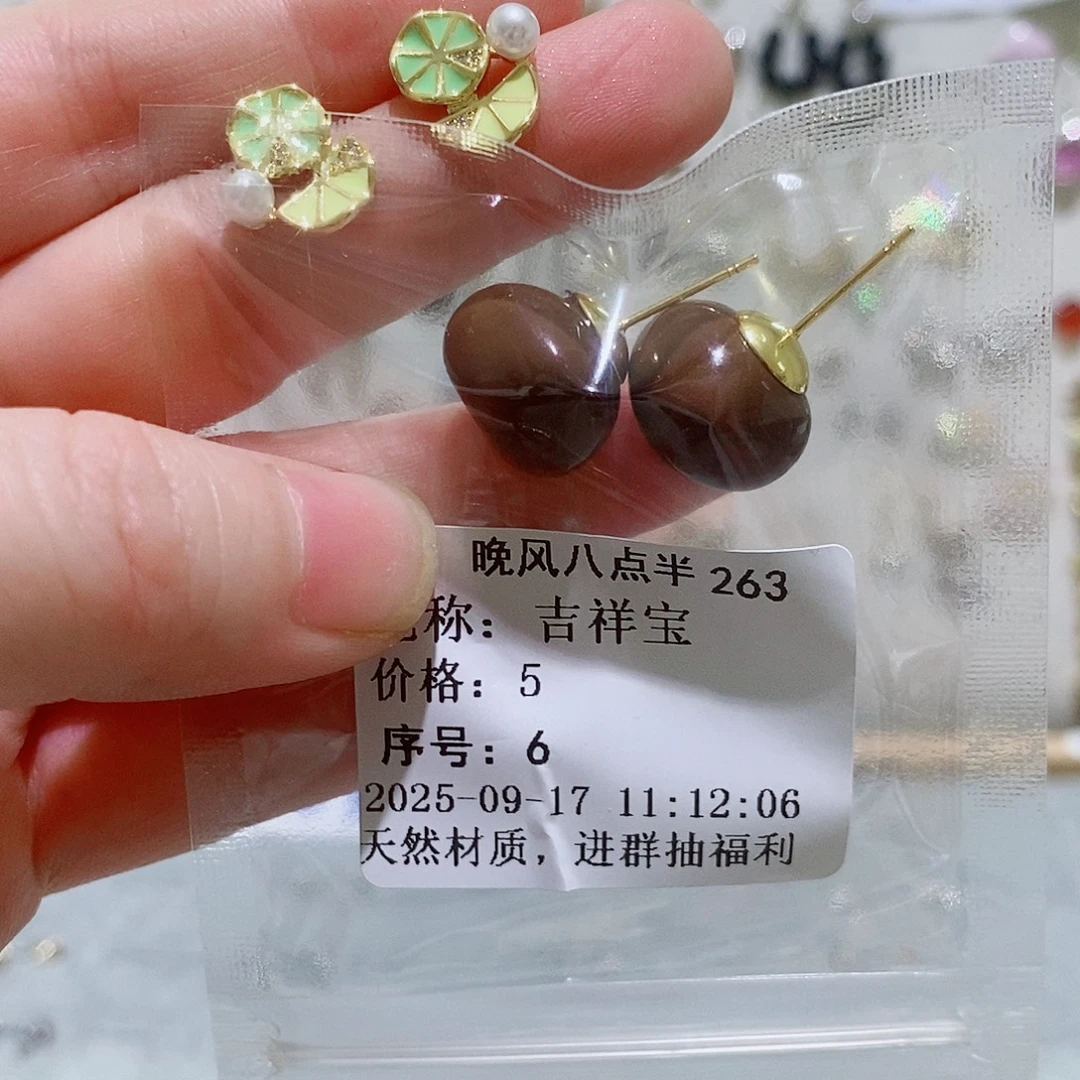 晚风八点半 263
称：吉祥宝
价格：5
序号：6
2025-09-17 11:12:06
天然材质，进群抽福利